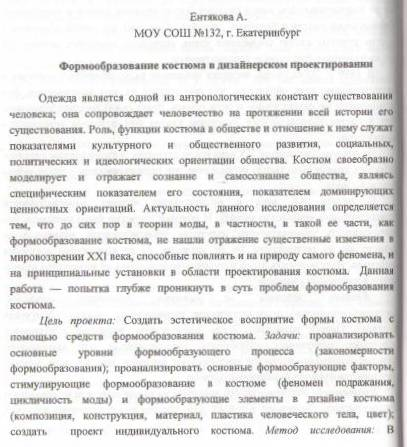 Ентякова А.
МОУ СОШ №132, г. Екатеринбург
Формообразование костюма в дизайнерском проектировании
Одежда является одной из антропологических констант существования
человека; она сопровождает человечество на протяжении всей истории его
существования. Роль, функции костюма в обществе и отношение к нему служат
показателями культурного и общественного развития, социальных,
политических и идеологических ориентации общества. Костюм своеобразно
моделирует и отражает сознание и самосознание общества, являясь
специфическим показателем его состояния, показателем доминирующих
ценностных ориентаций. Актуальность данного исследования определяется
тем, что до сих пор в теории моды, в частности, в такой ее части, как
формообразование костюма, не нашли отражение существенные изменения в
мировоззрении XXI века, способные повлиять и на природу самого феномена, и
на принципиальные установки в области проектирования костюма. Данная
работа — попытка глубже проникнуть в суть проблем формообразования
костюма.
Цель проекта: Создать эстетическое восприятие формы костюма с
помощью средств формообразования костюма. Задачи: проанализировать
основные уровни формообразующего процесса (закономерности
формообразования); проанализировать основные формообразующие факторы,
стимулирующие формообразование в костюме (феномен подражания,
цикличность моды) и формообразующие элементы в дизайне костюма
(композиция, конструкция, материал, пластика человеческого тела, цвет);
создать проект индивидуального костюма. Метод исследования: В